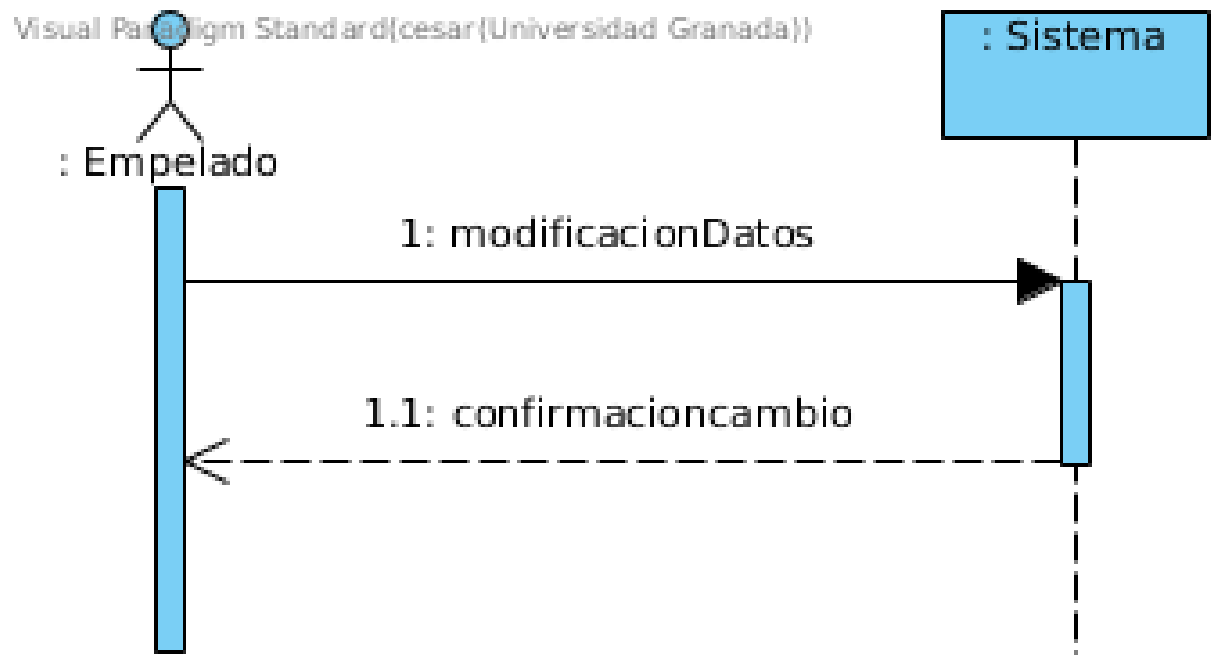 Visual Paradigm Standard(cesar(Universidad Granada))
: Sistema
: Empelado
1: modificacionDatos
1.1: confirmacioncambio